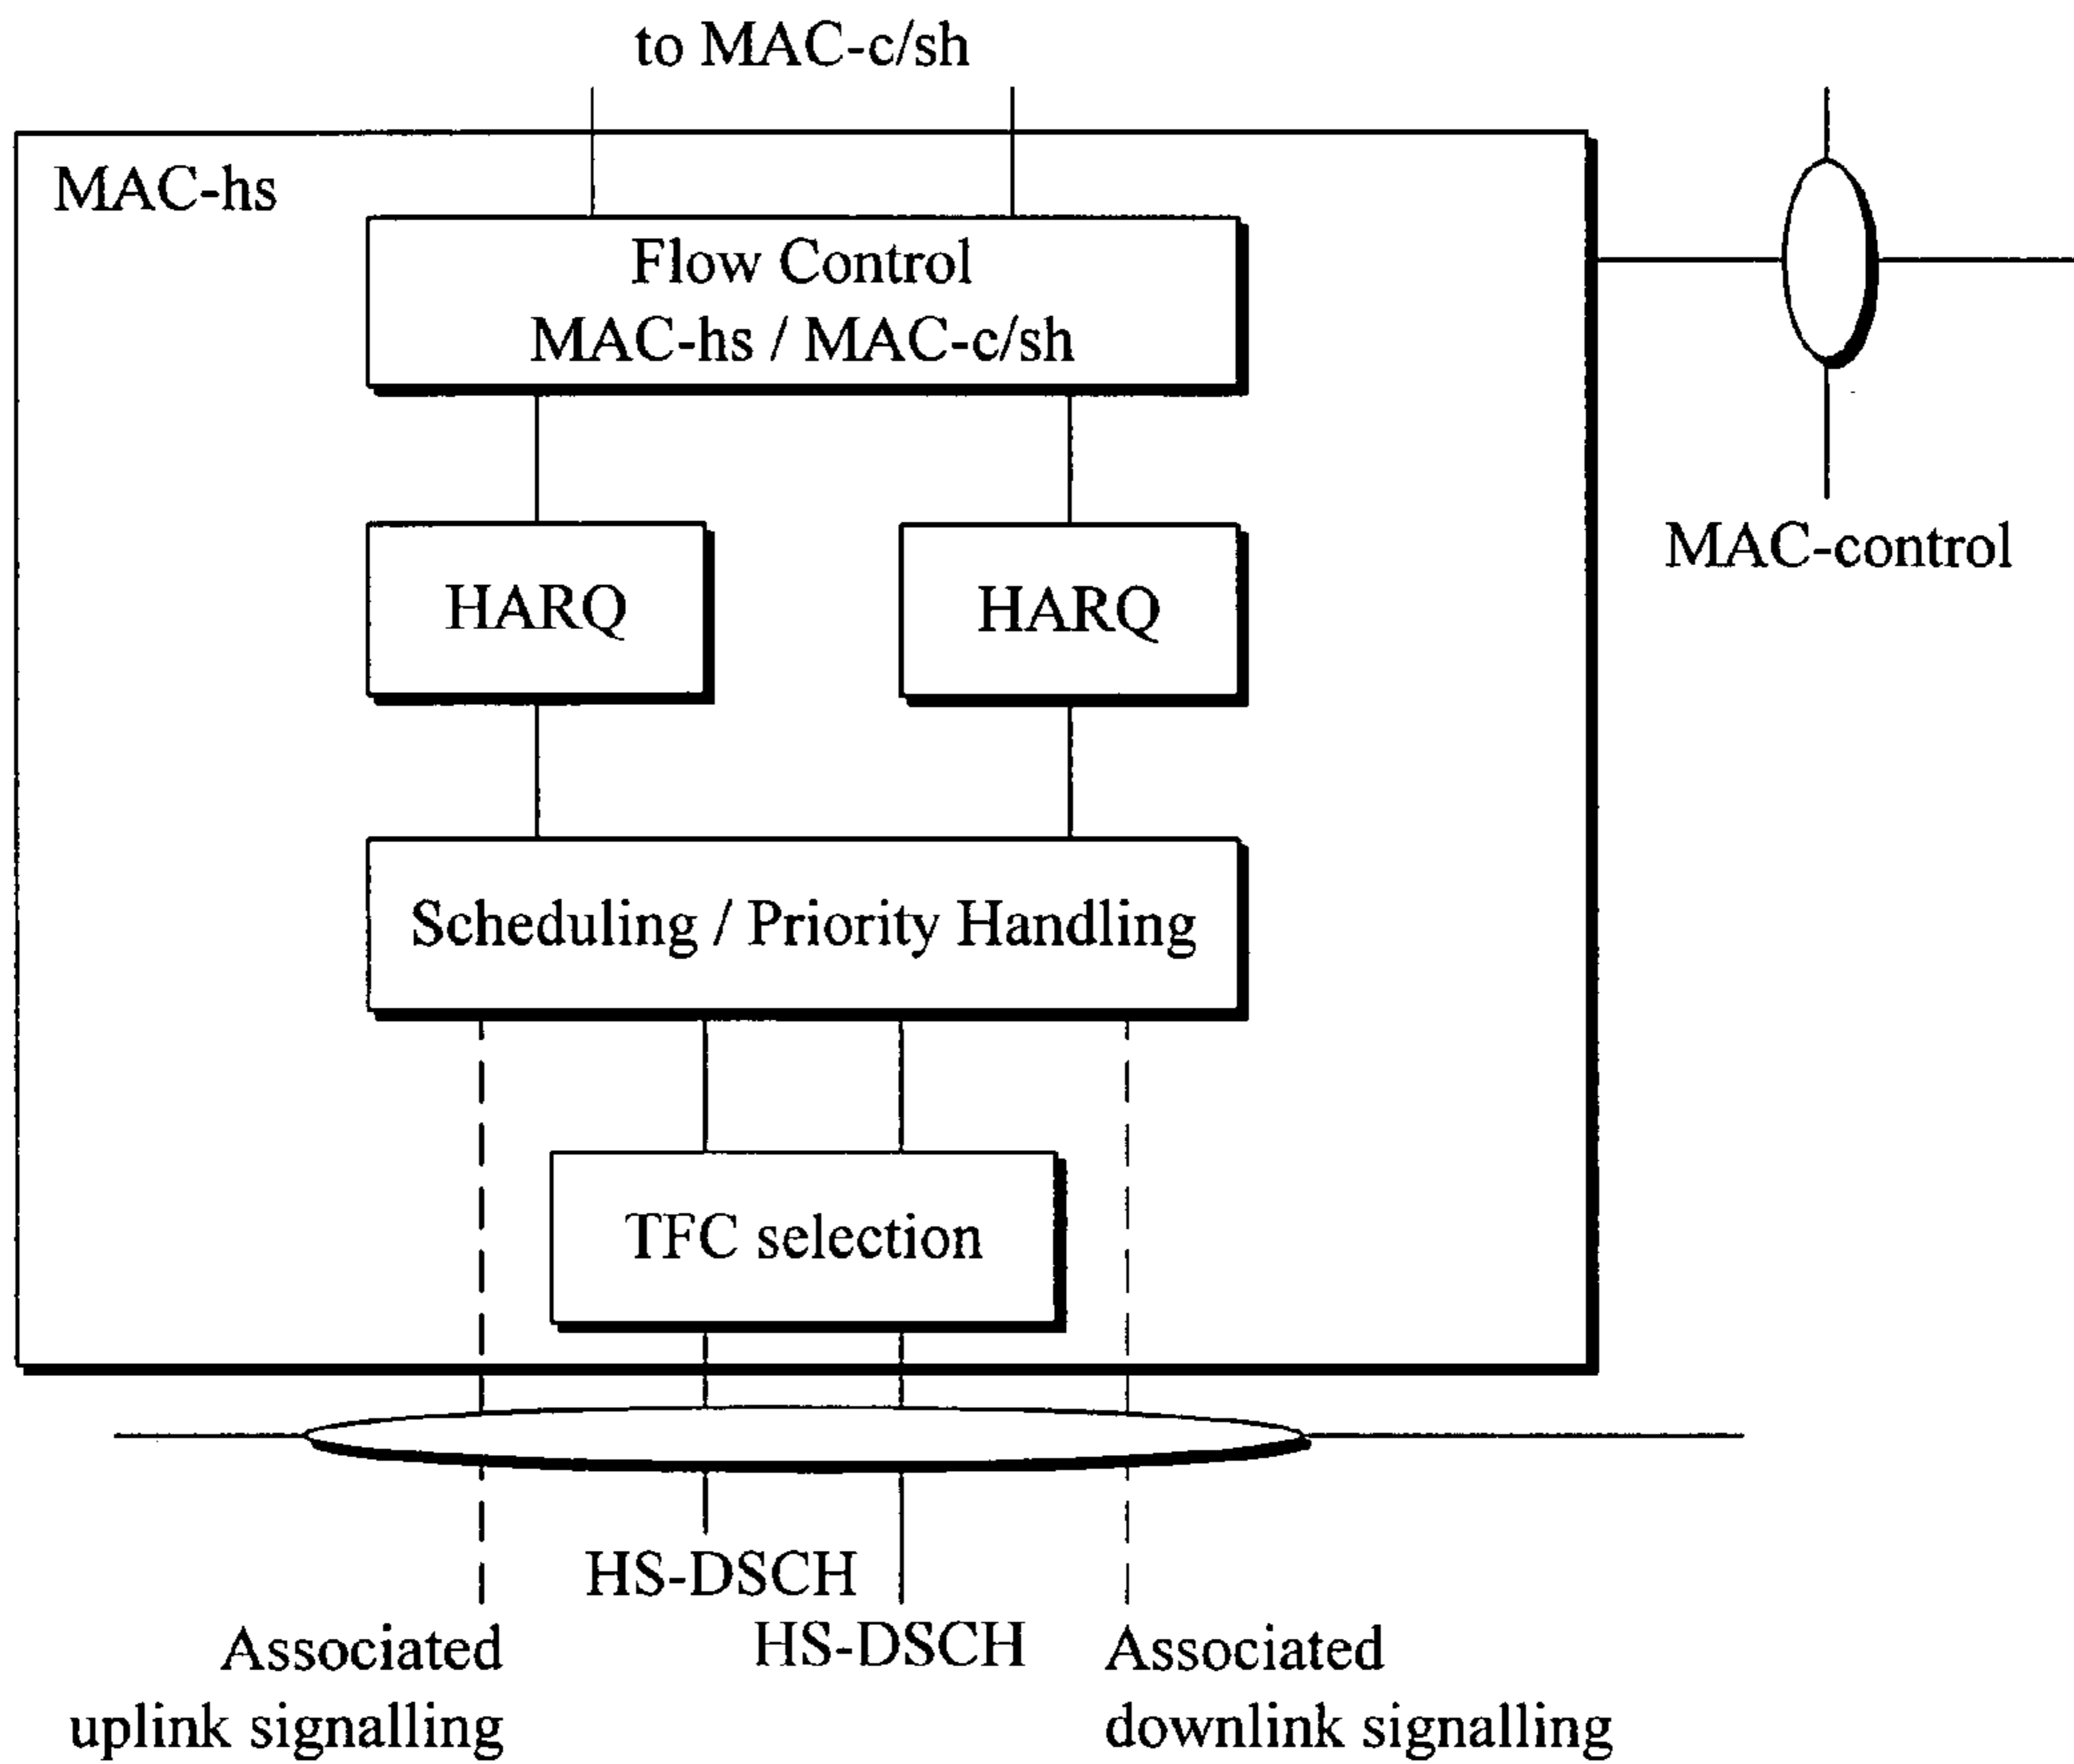 to MAC-c/sh
MAC-hs
Flow Control
MAC-hs / MAC-c/sh
HARQ
HARQ
MAC-control
Scheduling / Priority Handling
TFC selection
HS-DSCH
HS-DSCH
Associated
uplink signalling
Associated
downlink signalling